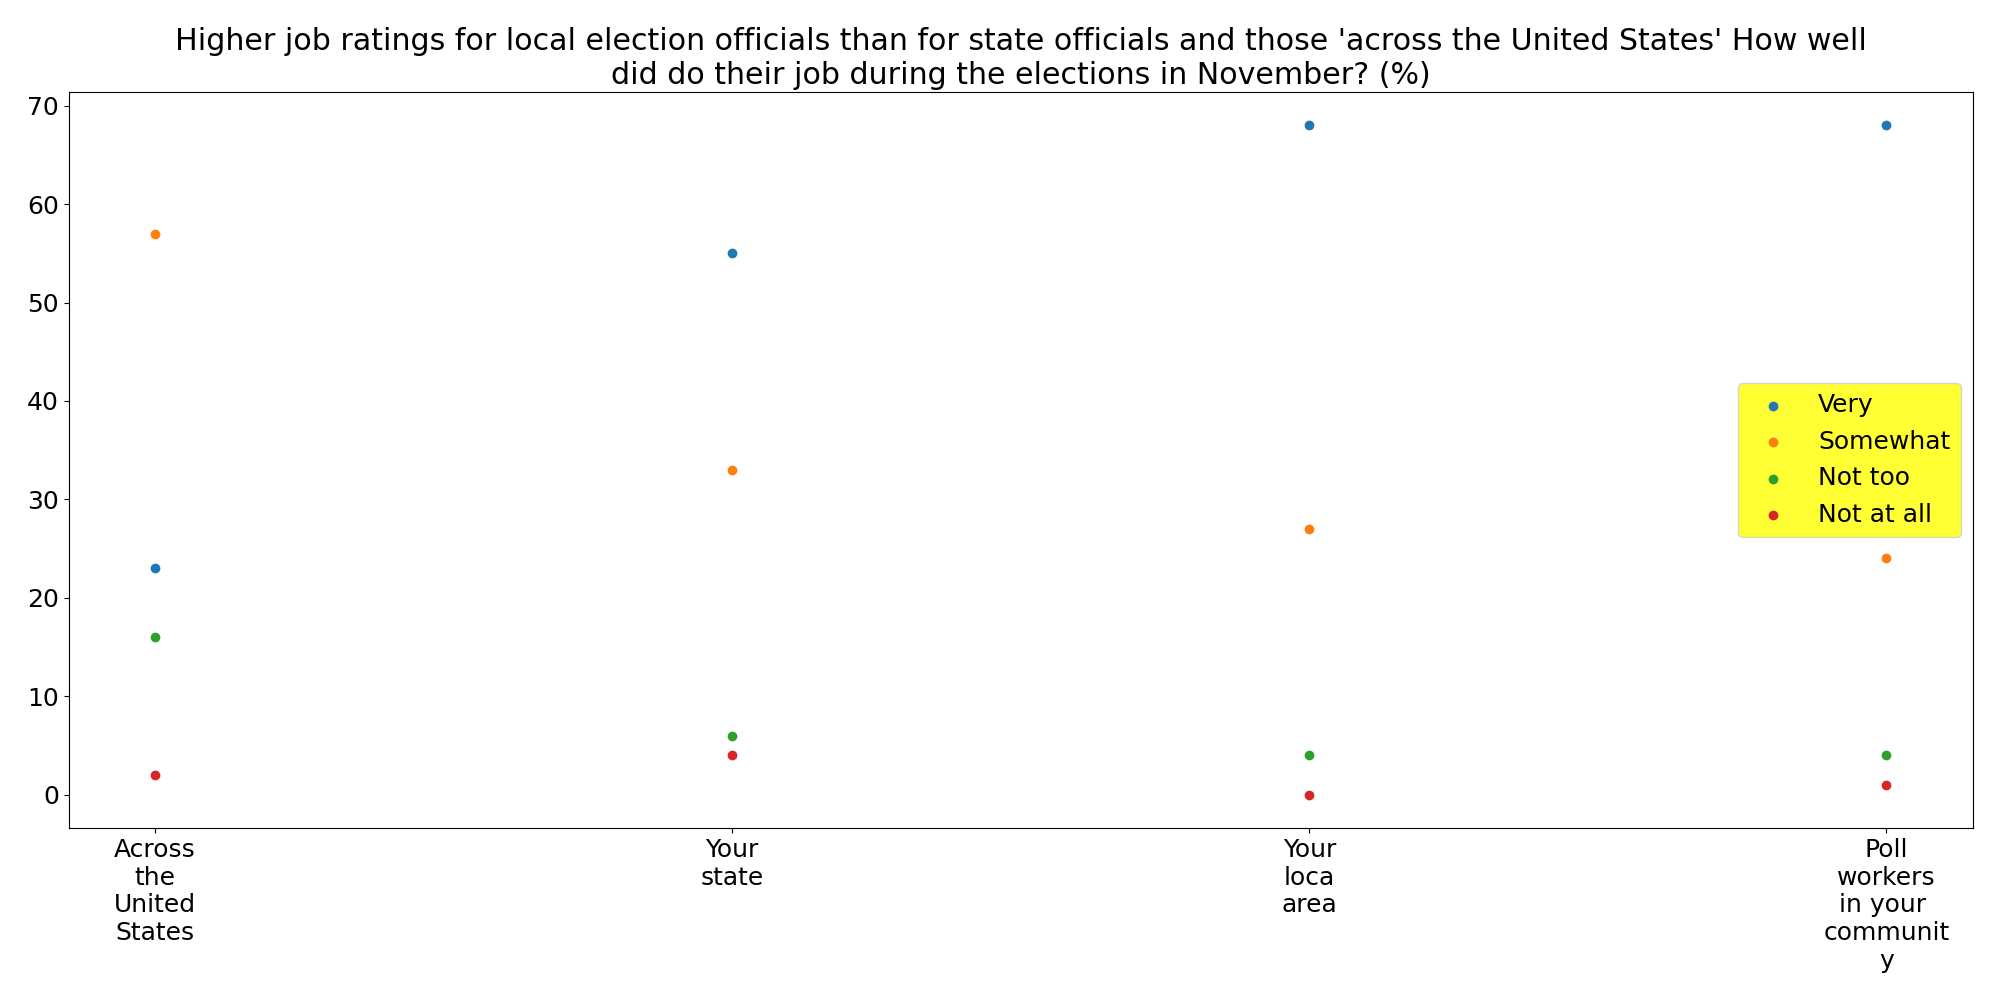 Higher job ratings for local election officials than for state officials and those 'across the United States' How well
did do their job during the elections in November? (%)
70
60
50
40
30
20
10
0
Very
Somewhat
Not too
Not at all
Across
the
United
States
Your
state
Your
loca
area
Poll
workers
in your
communit
y